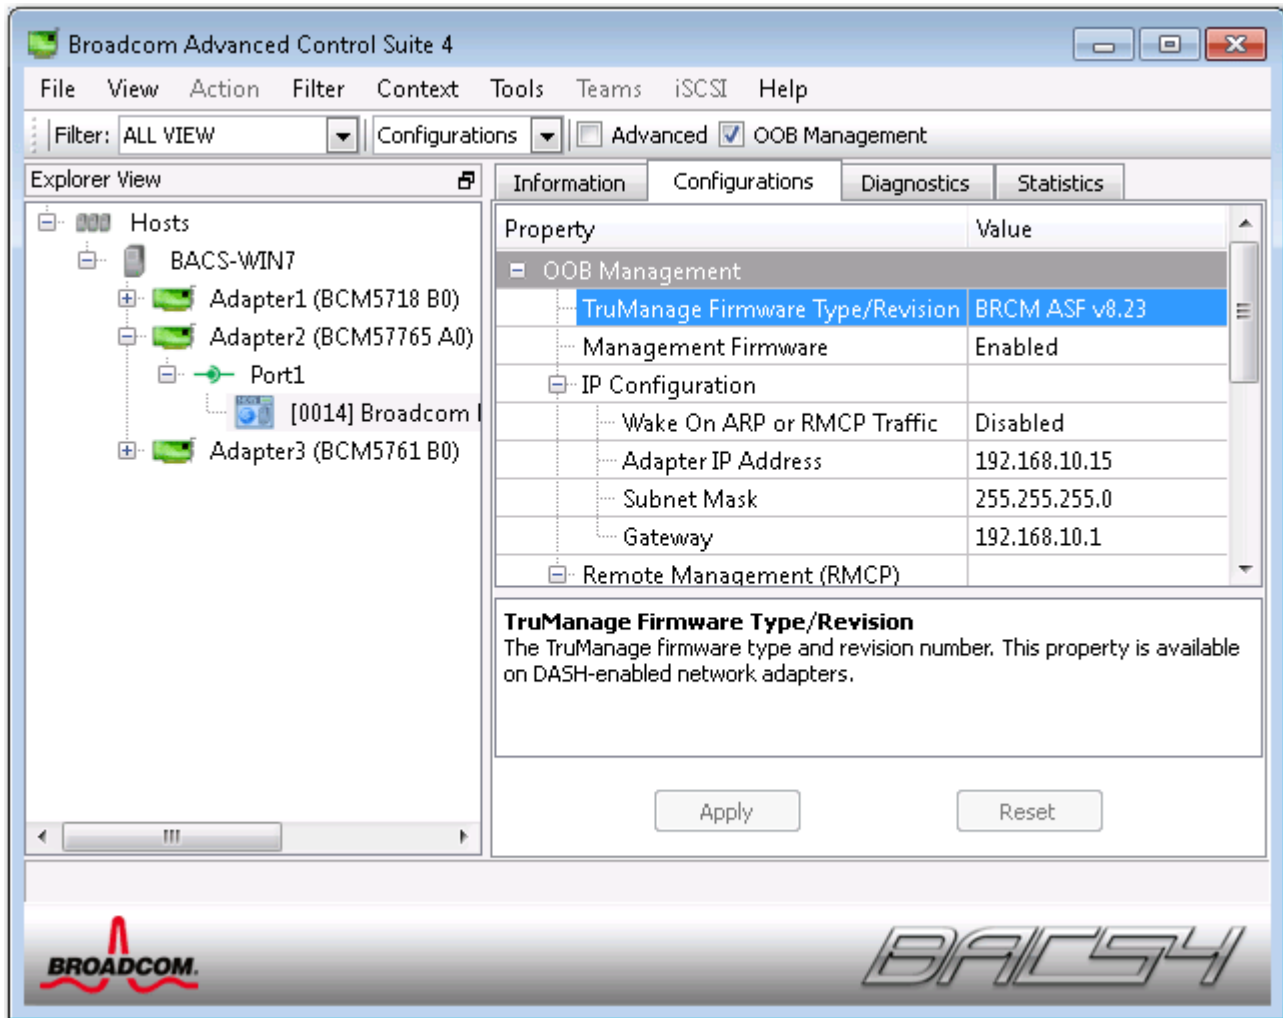 Broadcom Advanced Control Suite 4
File View Action Filter Context Tools Teams iSCSI Help
Filter: ALL VIEW Configurations Advanced OOB Management
Explorer View
Hosts
BACS-WIN7
Adapter1 (BCM5718 B0)
Adapter2 (BCM57765 A0)
Port1
[0014] Broadcom
Adapter3 (BCM5761 B0)
Information Configurations Diagnostics Statistics
Property Value
OOB Management
TruManage Firmware Type/Revision BRCM ASF v8.23
Management Firmware Enabled
IP Configuration
Wake On ARP or RMCP Traffic Disabled
Adapter IP Address 192.168.10.15
Subnet Mask 255.255.255.0
Gateway 192.168.10.1
Remote Management (RMCP)
TruManage Firmware Type/Revision
The TruManage firmware type and revision number. This property is available
on DASH-enabled network adapters.
Apply Reset
BROADCOM.
BACS4